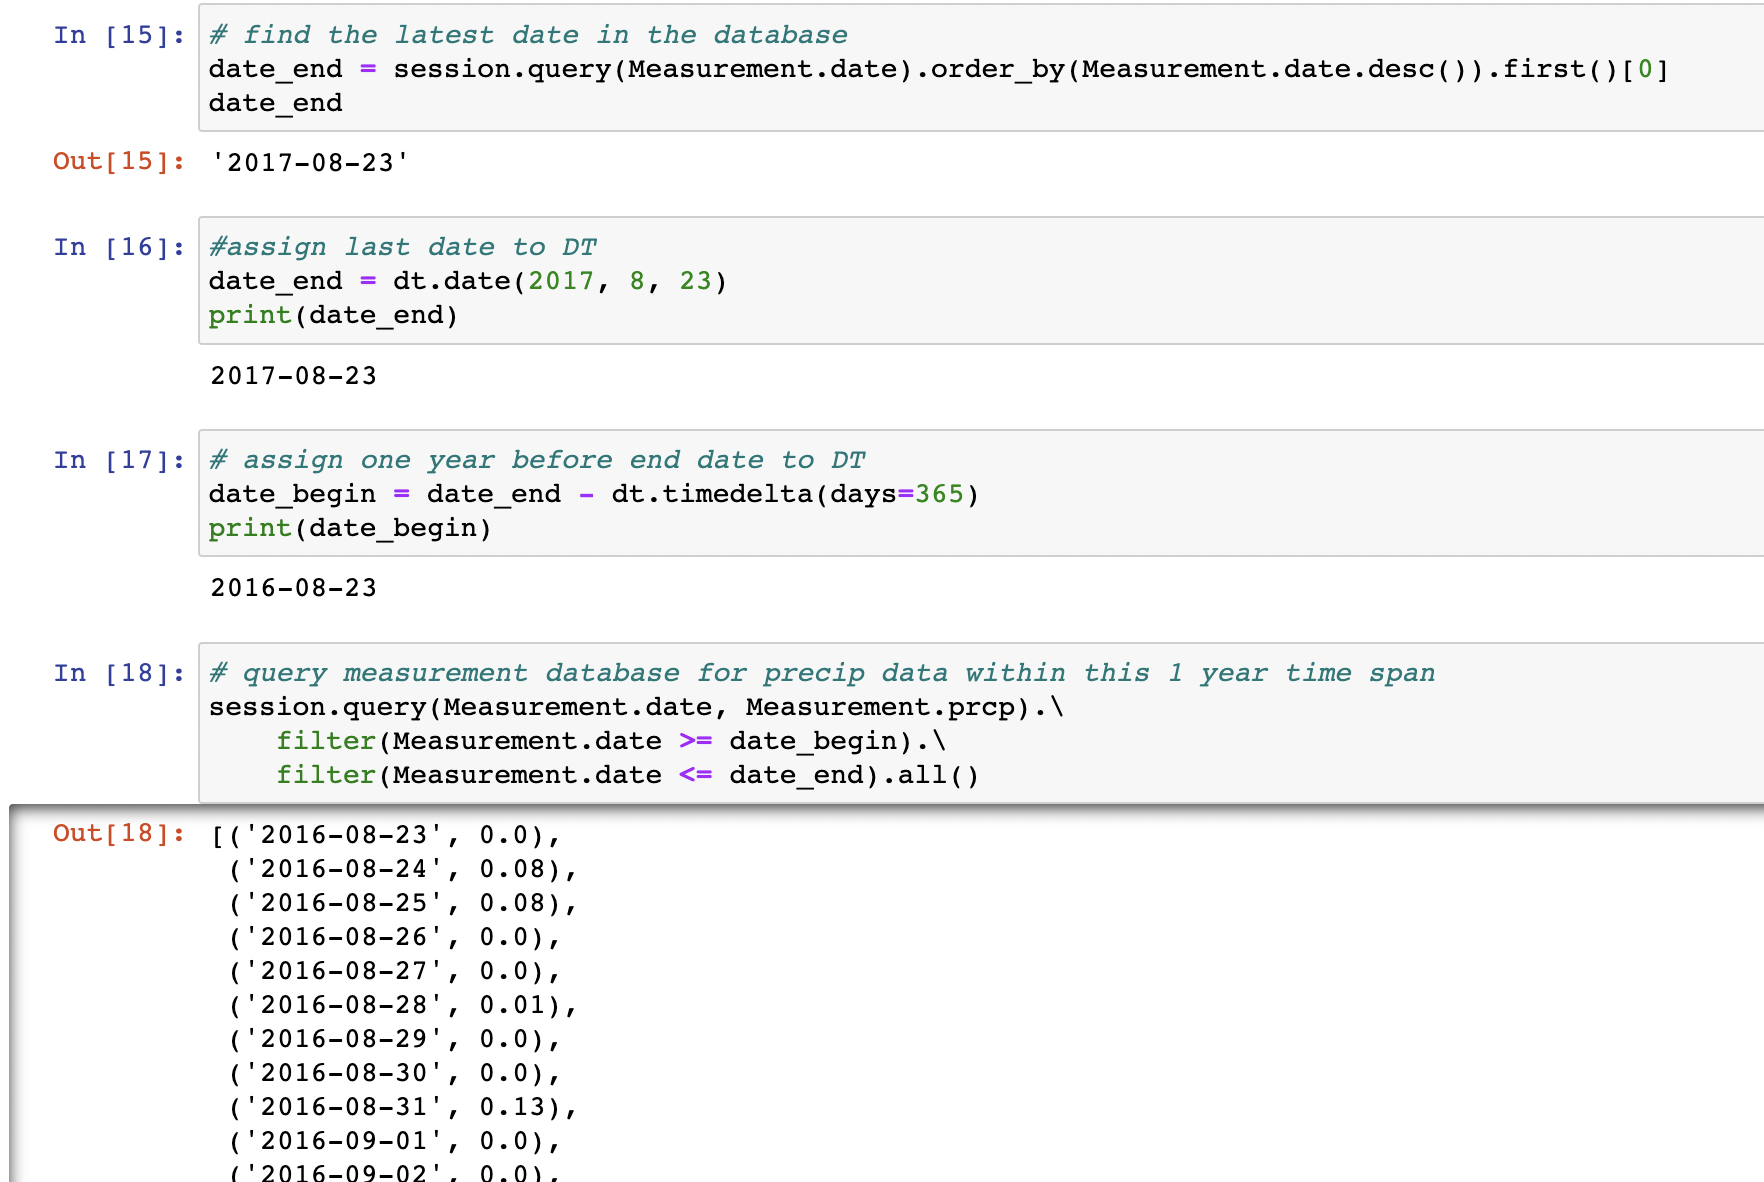 In [15]: # find the latest date in the database
date_end = session.query(Measurement.date).order_by(Measurement.date.desc()).first()[0]
date_end
Out[15]: '2017-08-23'
In [16]: #assign last date to DT
date_end = dt.date(2017, 8, 23)
print(date_end)
2017-08-23
In [17]: # assign one year before end date to DT
date_begin = date_end - dt.timedelta(days=365)
print(date_begin)
2016-08-23
In [18]: # query measurement database for precip data within this 1 year time span
session.query(Measurement.date, Measurement.prcp).\
    filter(Measurement.date >= date_begin).\
    filter(Measurement.date <= date_end).all()
Out[18]: [('2016-08-23', 0.0),
('2016-08-24', 0.08),
('2016-08-25', 0.08),
('2016-08-26', 0.0),
('2016-08-27', 0.0),
('2016-08-28', 0.01),
('2016-08-29', 0.0),
('2016-08-30', 0.0),
('2016-08-31', 0.13),
('2016-09-01', 0.0),
('2016-09-02', 0.0),